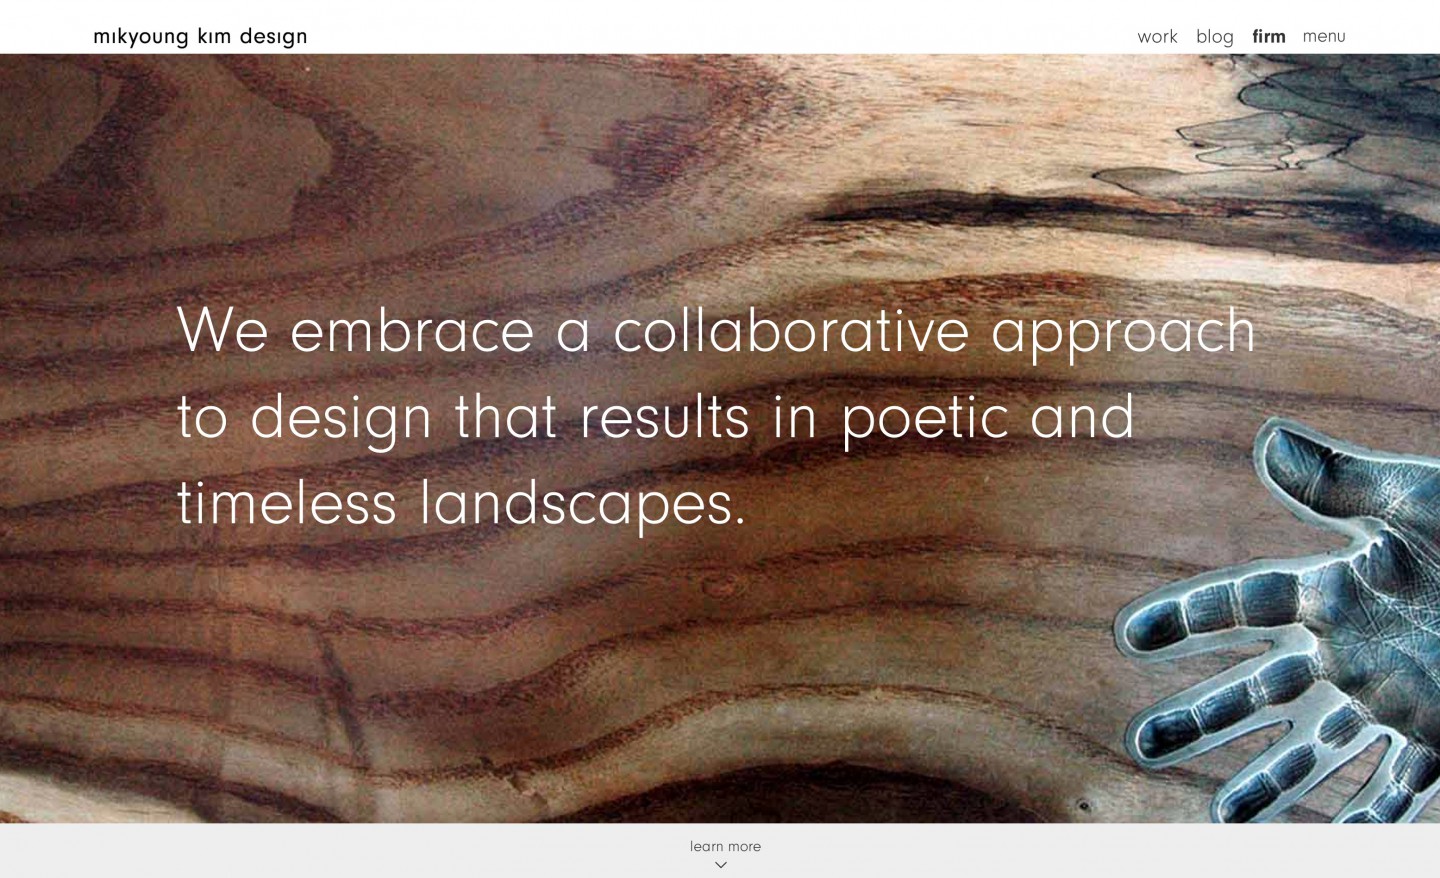 mikyoung kim design
work blog firm menu
We embrace a collaborative approach
to design that results in poetic and
timeless landscapes.
learn more